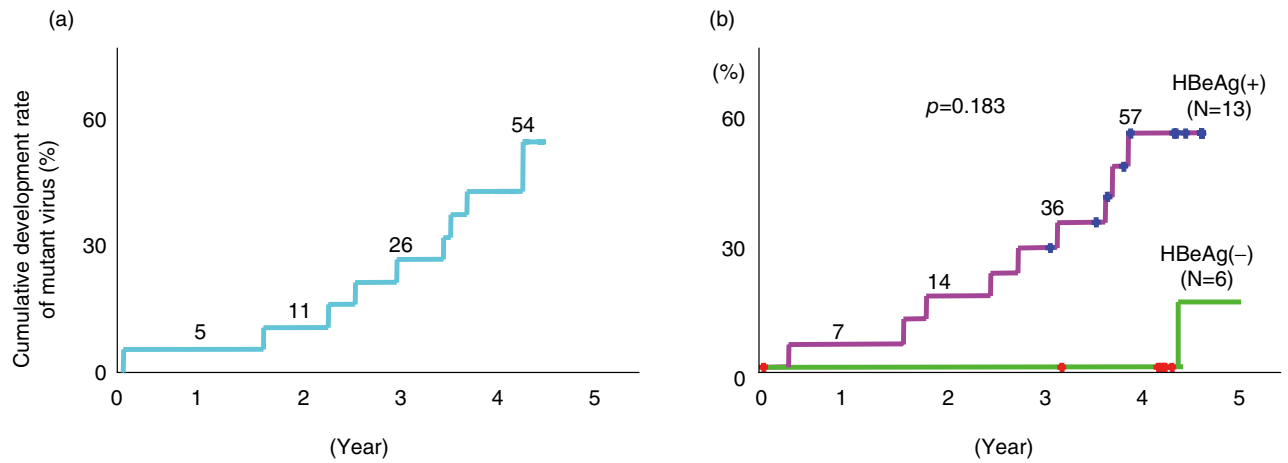 (a)
Cumulative development rate
of mutant virus (%)
60
30
0
5
11
26
54
0 1 2 3 4 5
(Year)
(b)
(%)
60
30
0
p=0.183
7
14
36
57
HBeAg(+)
(N=13)
HBeAg(–)
(N=6)
0 1 2 3 4 5
(Year)